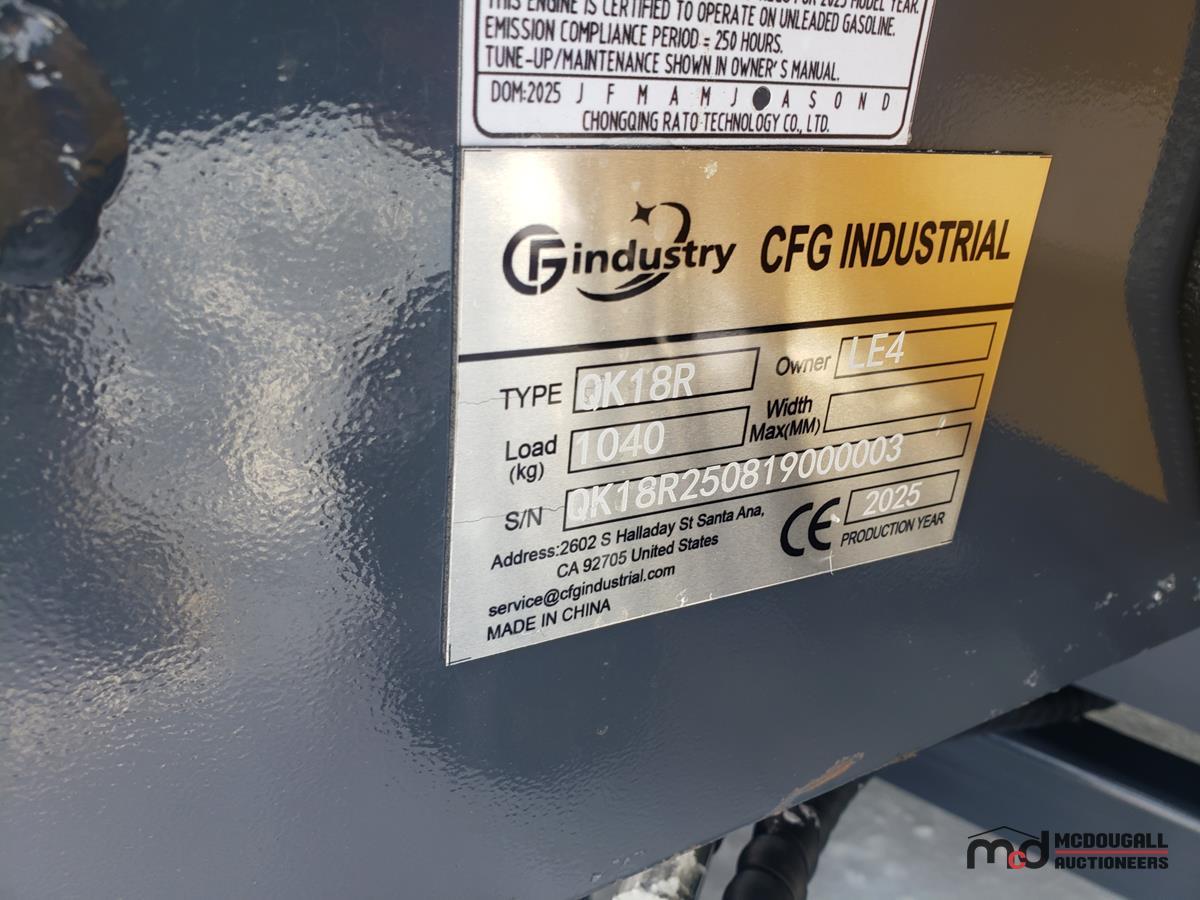 THIS ENGINE IS CERTIFIED TO OPERATE ON UNLEADED GASOLINE.
EMISSION COMPLIANCE PERIOD = 250 HOURS.
TUNE-UP/MAINTENANCE SHOWN IN OWNER'S MANUAL.
DOM:2025 J F M A M J ● A S O N D
CHONGQING RATO TECHNOLOGY CO., LTD.
GFindustry CFG INDUSTRIAL
TYPE QK18R Owner LE4
Load (kg) 1040 Width Max(MM)
S/N QK18R250819000003
Address:2602 S Halladay St Santa Ana,
CA 92705 United States
CE 2025
PRODUCTION YEAR
service@cfgindustrial.com
MADE IN CHINA
mcd MCDOUGALL
AUCTIONEERS